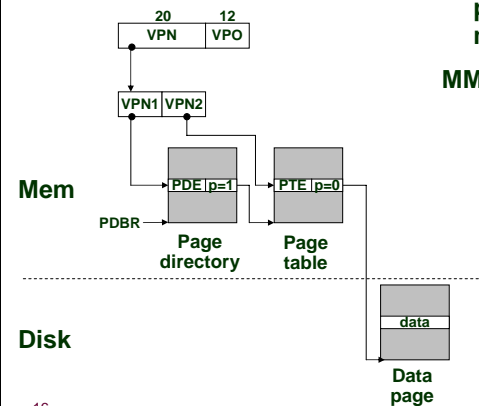 20 12
VPN VPO
p
n
MM
VPN1 VPN2
Mem
PDE p=1
PTE p=0
PDBR
Page
directory
Page
table
Disk
data
Data
page